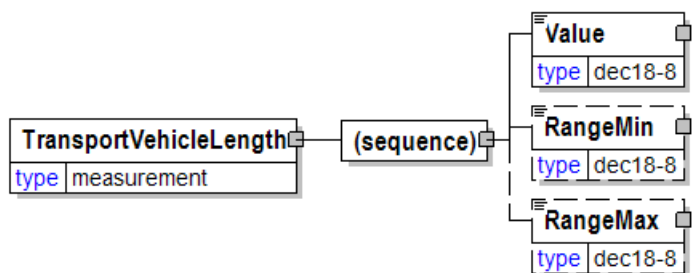 Value
type dec18-8
TransportVehicleLength
type measurement
(sequence)
RangeMin
type dec18-8
RangeMax
type dec18-8